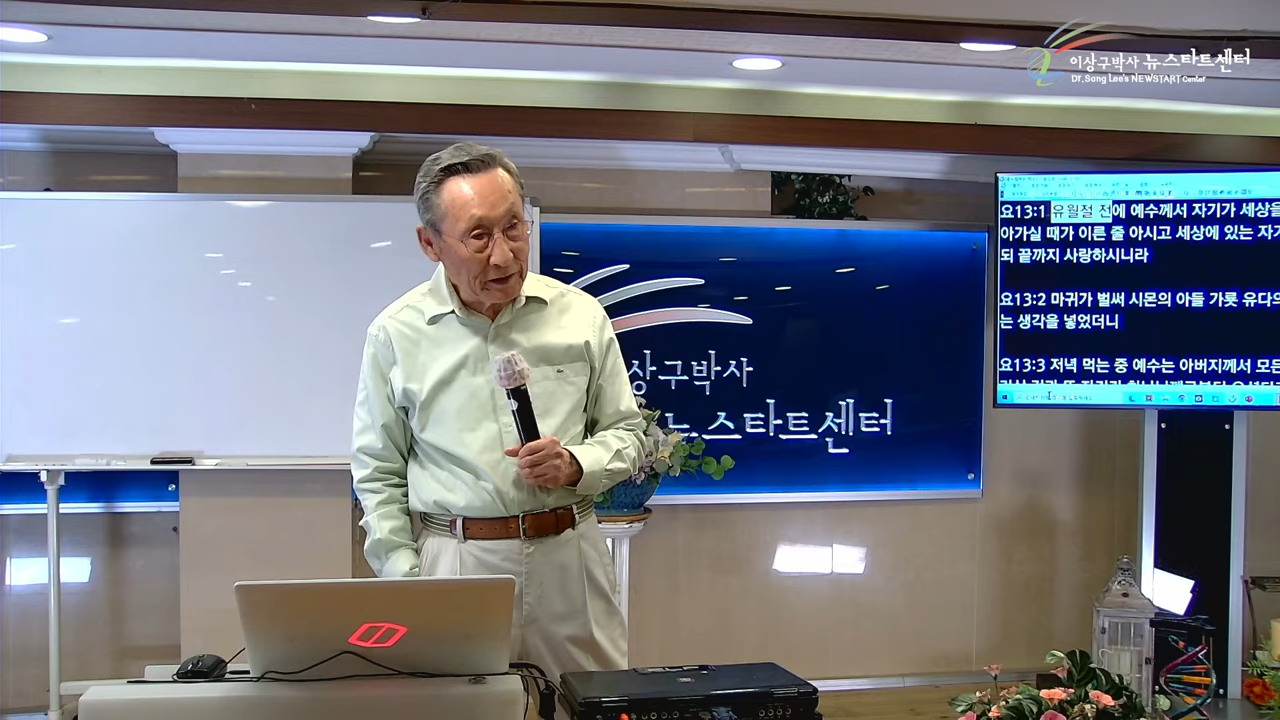 이상구박사 뉴스타트센터
Dr. Sang Lee's NEWSTART Center
요13:1 유월절 전에 예수께서 자기가 세상을
아가실 때가 이른 줄 아시고 세상에 있는 자기
되 끝까지 사랑하시니라
요13:2 마귀가 벌써 시몬의 아들 가룟 유다의
는 생각을 넣었더니
요13:3 저녁 먹는 중 예수는 아버지께서 모든
상구박사
뉴스타트센터